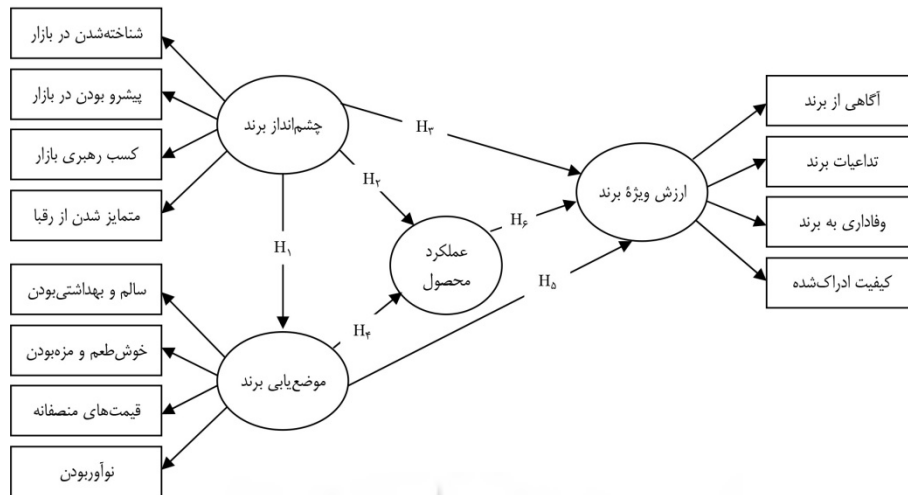 شناخته‌شدن در بازار
پیشرو بودن در بازار
کسب رهبری بازار
متمایز شدن از رقبا
چشم‌انداز برند
H۳
H۲
H۱
آگاهی از برند
تداعیات برند
وفاداری به برند
کیفیت ادراک‌شده
ارزش ویژۀ برند
عملکرد
محصول
H۶
H۵
H۴
سالم و بهداشتی‌بودن
خوش‌طعم و مزه‌بودن
قیمت‌های منصفانه
نوآوربودن
موضع‌یابی برند